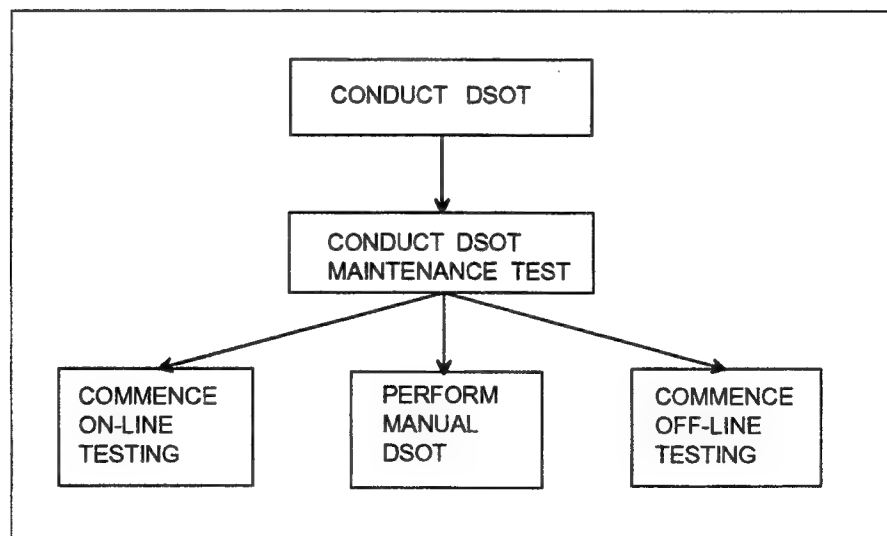 CONDUCT DSOT
CONDUCT DSOT
MAINTENANCE TEST
COMMENCE
ON-LINE
TESTING
PERFORM
MANUAL
DSOT
COMMENCE
OFF-LINE
TESTING